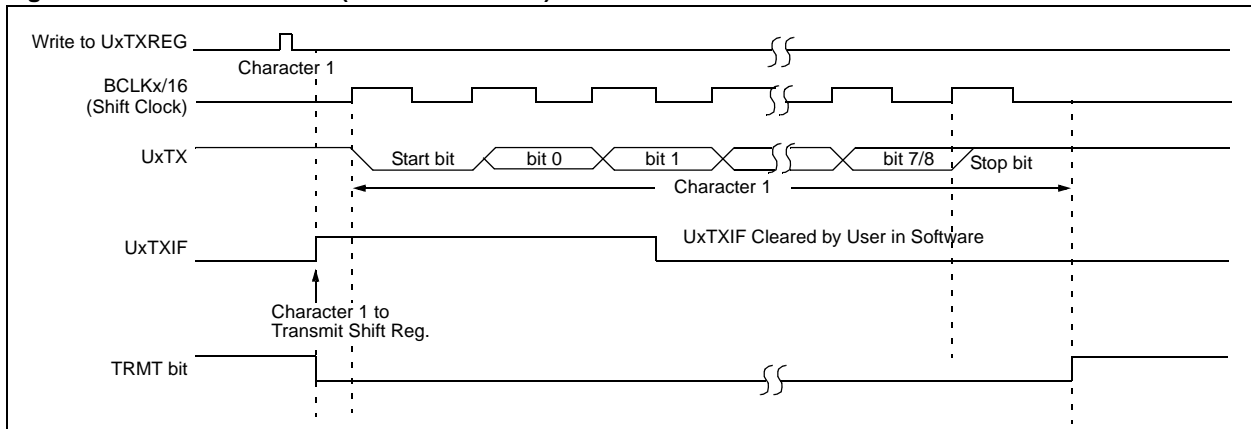 Write to UxTXREG
Character 1
BCLKx/16
(Shift Clock)
UxTX
Start bit
bit 0
bit 1
bit 7/8
Stop bit
Character 1
UxTXIF
UxTXIF Cleared by User in Software
Character 1 to
Transmit Shift Reg.
TRMT bit